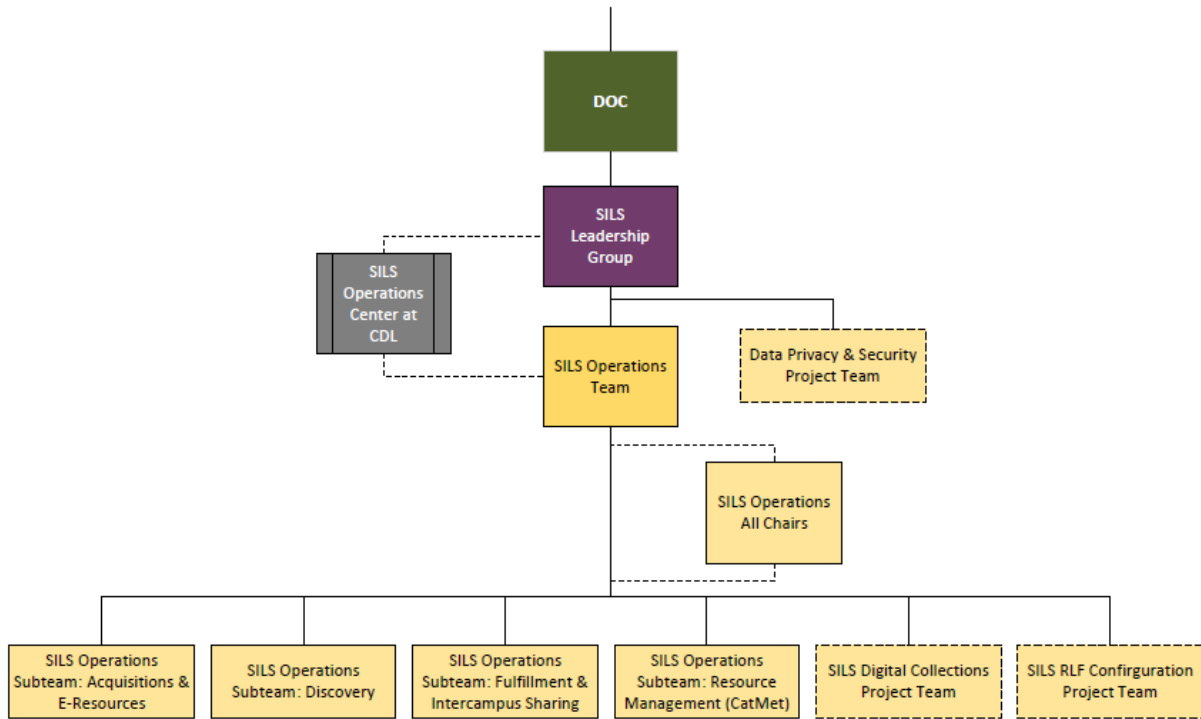 DOC
SILS
Leadership
Group
SILS
Operations
Center at
CDL
SILS Operations
Team
Data Privacy & Security
Project Team
SILS Operations
All Chairs
SILS Operations
Subteam: Acquisitions &
E-Resources
SILS Operations
Subteam: Discovery
SILS Operations
Subteam: Fulfillment &
Intercampus Sharing
SILS Operations
Subteam: Resource
Management (CatMet)
SILS Digital Collections
Project Team
SILS RLF Confirguration
Project Team